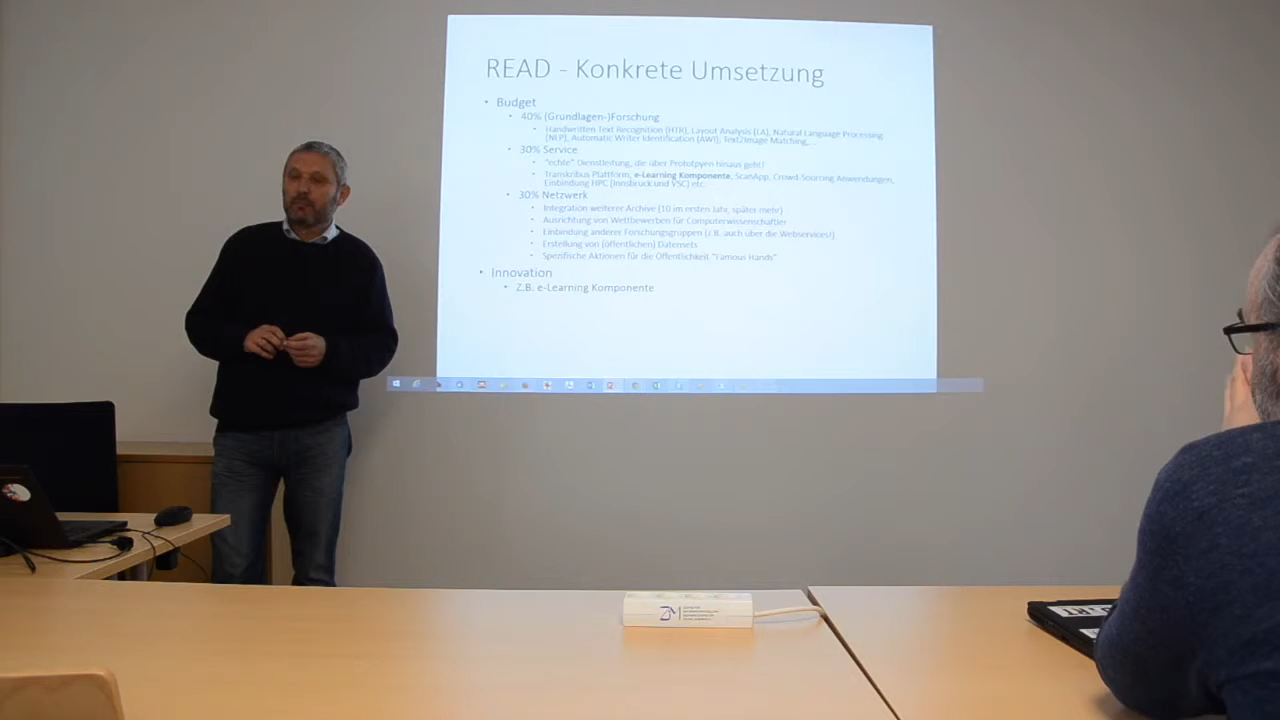 READ - Konkrete Umsetzung
• Budget
• 40% (Grundlagen-)Forschung
• Handwritten Text Recognition (HTR), Layout Analysis (LA), Natural Language Processing
(NLP), Automatic Writer Identification (AWI), Text2Image Matching,...
• 30% Service
• "echte" Dienstleitung, die über Prototpyen hinaus geht!
• Transkribus Plattform, e-Learning Komponente, ScanApp, Crowd-Sourcing Anwendungen,
Einbindung HPC (Innsbruck und VSC) etc.
• 30% Netzwerk
• Integration weiterer Archive (10 im ersten Jahr, später mehr)
• Ausrichtung von Wettbewerben für Computerwissenschaftler
• Einbindung anderer Forschungsgruppen (z.B. auch über die Webservices!)
• Erstellung von (öffentlichen) Datensets
• Spezifische Aktionen für die Öffentlichkeit "Famous Hands"
• Innovation
• Z.B. e-Learning Komponente